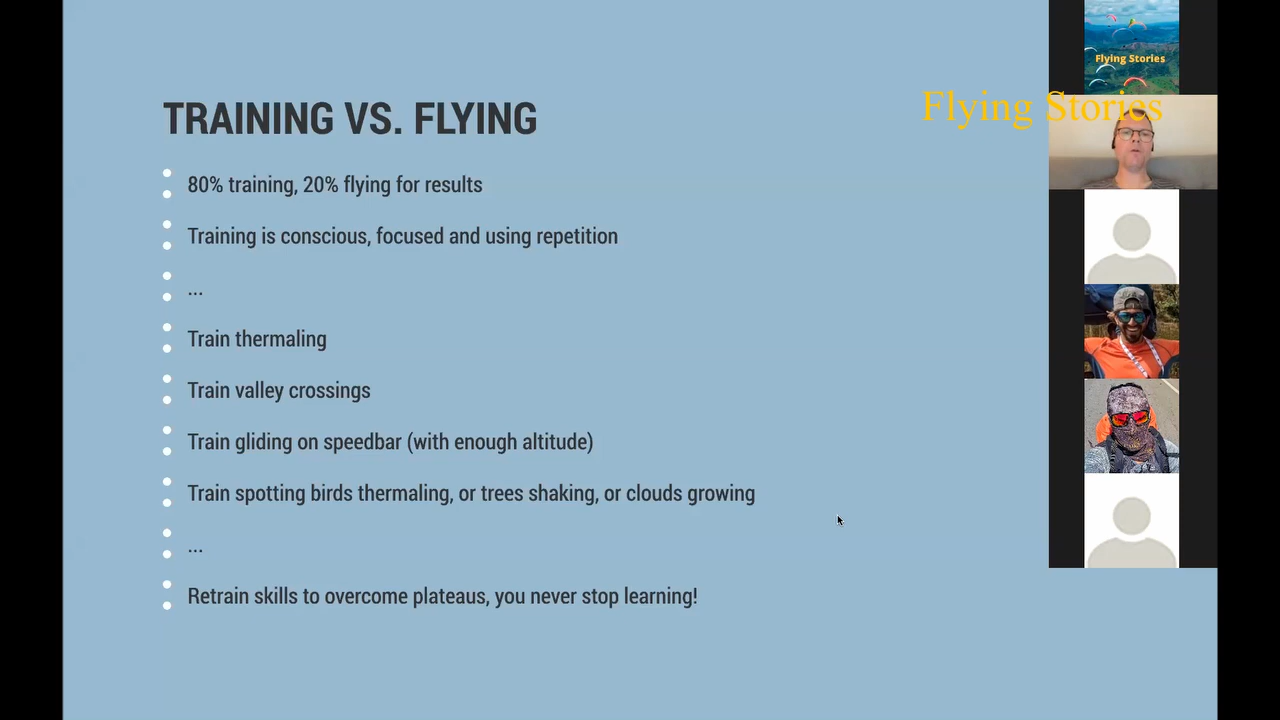 TRAINING VS. FLYING
80% training, 20% flying for results
Training is conscious, focused and using repetition
...
Train thermaling
Train valley crossings
Train gliding on speedbar (with enough altitude)
Train spotting birds thermaling, or trees shaking, or clouds growing
...
Retrain skills to overcome plateaus, you never stop learning!
Flying Stories
Flying Stories